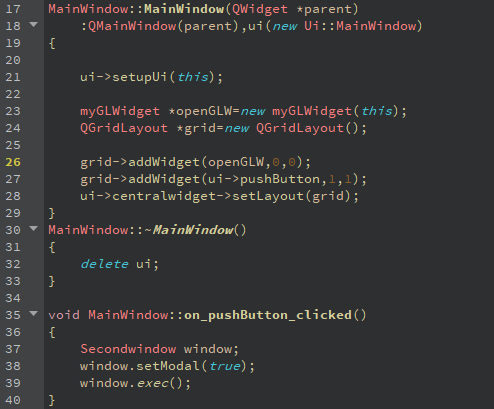 17 MainWindow::MainWindow(QWidget *parent)
18 :QMainWindow(parent),ui(new Ui::MainWindow)
19 {
20
21 ui->setupUi(this);
22
23 myGLWidget *openGLW=new myGLWidget(this);
24 QGridLayout *grid=new QGridLayout();
25
26 grid->addWidget(openGLW,0,0);
27 grid->addWidget(ui->pushButton,1,1);
28 ui->centralwidget->setLayout(grid);
29 }
30 MainWindow::~MainWindow()
31 {
32 delete ui;
33 }
34
35 void MainWindow::on_pushButton_clicked()
36 {
37 Secondwindow window;
38 window.setModal(true);
39 window.exec();
40 }